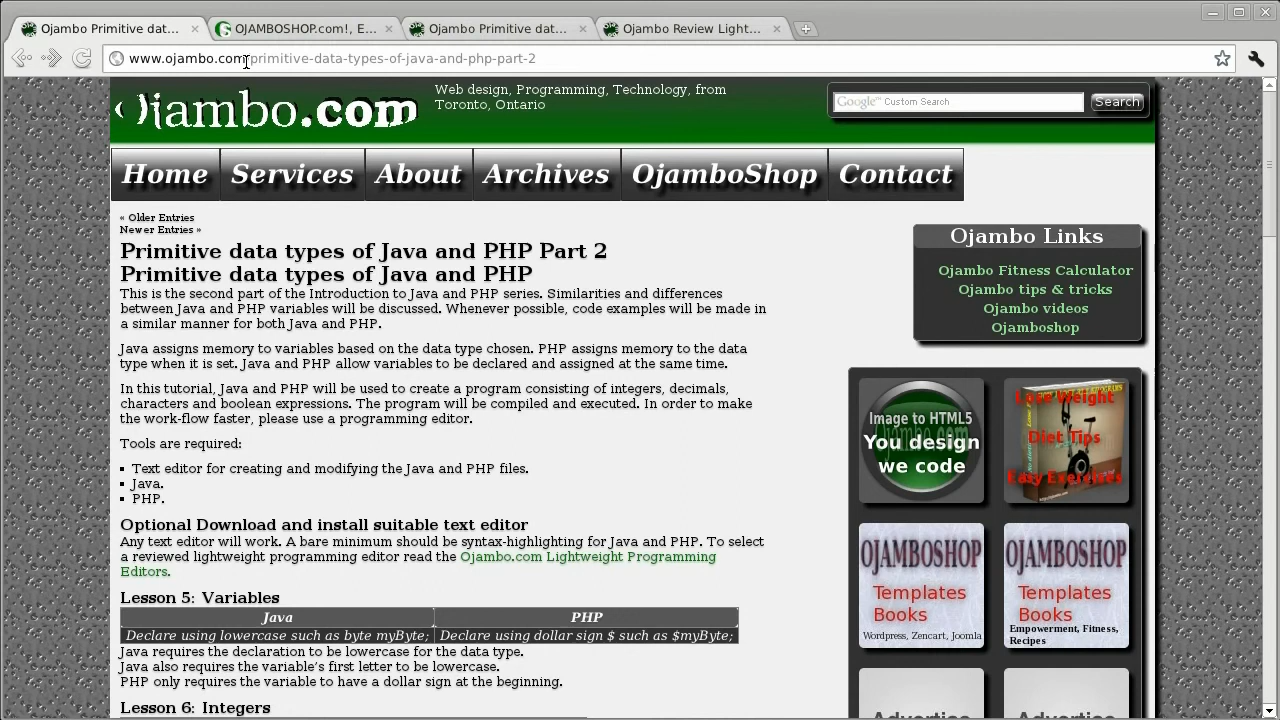 Ojambo Primitive dat...
OJAMBOSHOP.com!, E...
Ojambo Primitive dat...
Ojambo Review Light...
www.ojambo.com/primitive-data-types-of-java-and-php-part-2
Ojambo.com
Web design, Programming, Technology, from
Toronto, Ontario
Google™ Custom Search
Search
Home
Services
About
Archives
OjamboShop
Contact
« Older Entries
Newer Entries »
Primitive data types of Java and PHP Part 2
Primitive data types of Java and PHP
This is the second part of the Introduction to Java and PHP series. Similarities and differences
between Java and PHP variables will be discussed. Whenever possible, code examples will be made in
a similar manner for both Java and PHP.
Java assigns memory to variables based on the data type chosen. PHP assigns memory to the data
type when it is set. Java and PHP allow variables to be declared and assigned at the same time.
In this tutorial, Java and PHP will be used to create a program consisting of integers, decimals,
characters and boolean expressions. The program will be compiled and executed. In order to make
the work-flow faster, please use a programming editor.
Tools are required:
Text editor for creating and modifying the Java and PHP files.
Java.
PHP.
Optional Download and install suitable text editor
Any text editor will work. A bare minimum should be syntax-highlighting for Java and PHP. To select
a reviewed lightweight programming editor read the Ojambo.com Lightweight Programming
Editors.
Lesson 5: Variables
Java
PHP
Declare using lowercase such as byte myByte;
Declare using dollar sign $ such as $myByte;
Java requires the declaration to be lowercase for the data type.
Java also requires the variable's first letter to be lowercase.
PHP only requires the variable to have a dollar sign at the beginning.
Lesson 6: Integers
Ojambo Links
Ojambo Fitness Calculator
Ojambo tips & tricks
Ojambo videos
Ojamboshop
Image to HTML5
You design
we code
Lose Weight
Diet Tips
Easy Exercises
OJAMBOSHOP
Templates
Books
Wordpress, Zencart, Joomla
OJAMBOSHOP
Templates
Books
Empowerment, Fitness,
Recipes
Advertise
Advertise